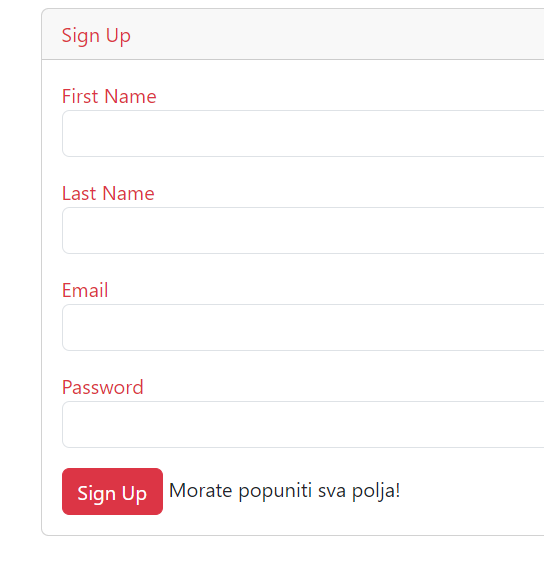 Sign Up
First Name
Last Name
Email
Password
Sign Up Morate popuniti sva polja!